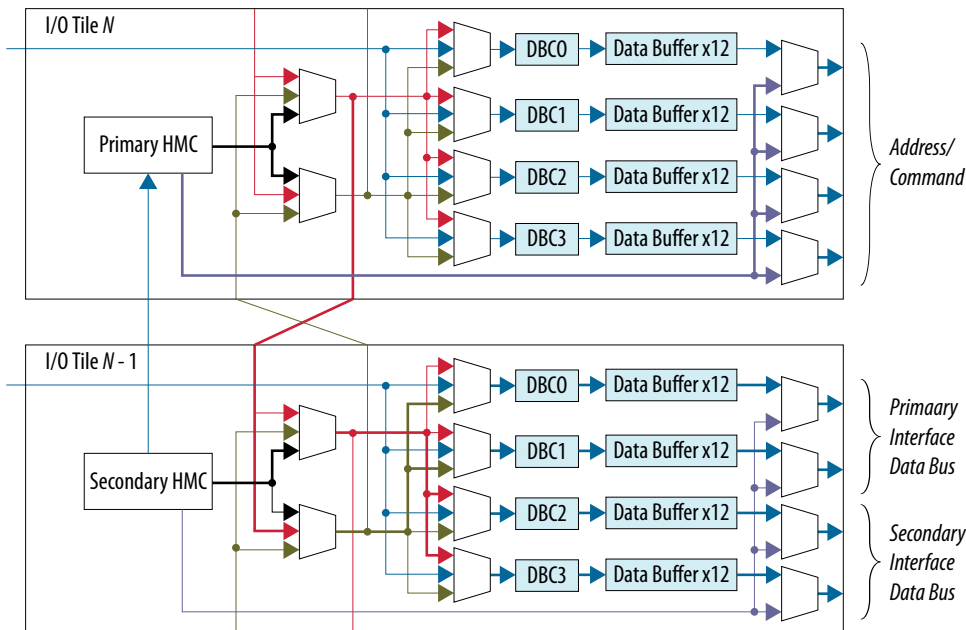 I/O Tile N
DBC0
Data Buffer x12
DBC1
Data Buffer x12
Primary HMC
DBC2
Data Buffer x12
DBC3
Data Buffer x12
Address/
Command
I/O Tile N - 1
DBC0
Data Buffer x12
DBC1
Data Buffer x12
Secondary HMC
DBC2
Data Buffer x12
DBC3
Data Buffer x12
Primaary
Interface
Data Bus
Secondary
Interface
Data Bus